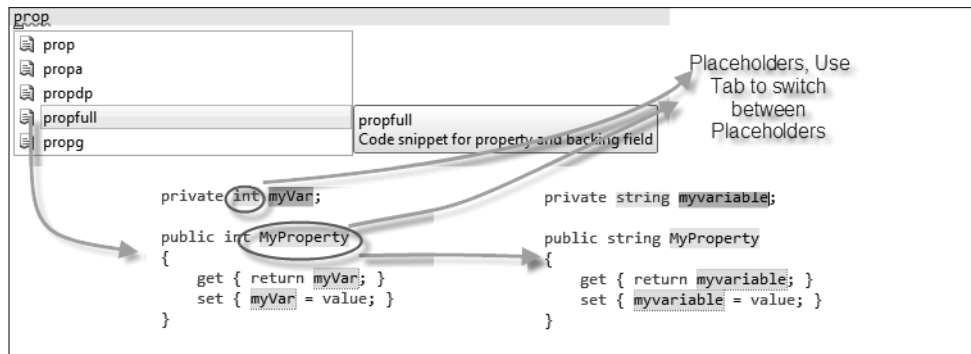 prop
prop
propa
propdp
propfull
propg
propfull
Code snippet for property and backing field
Placeholders, Use
Tab to switch
between
Placeholders
private int myVar;
public int MyProperty
{
get { return myVar; }
set { myVar = value; }
}
private string myvariable;
public string MyProperty
{
get { return myvariable; }
set { myvariable = value; }
}